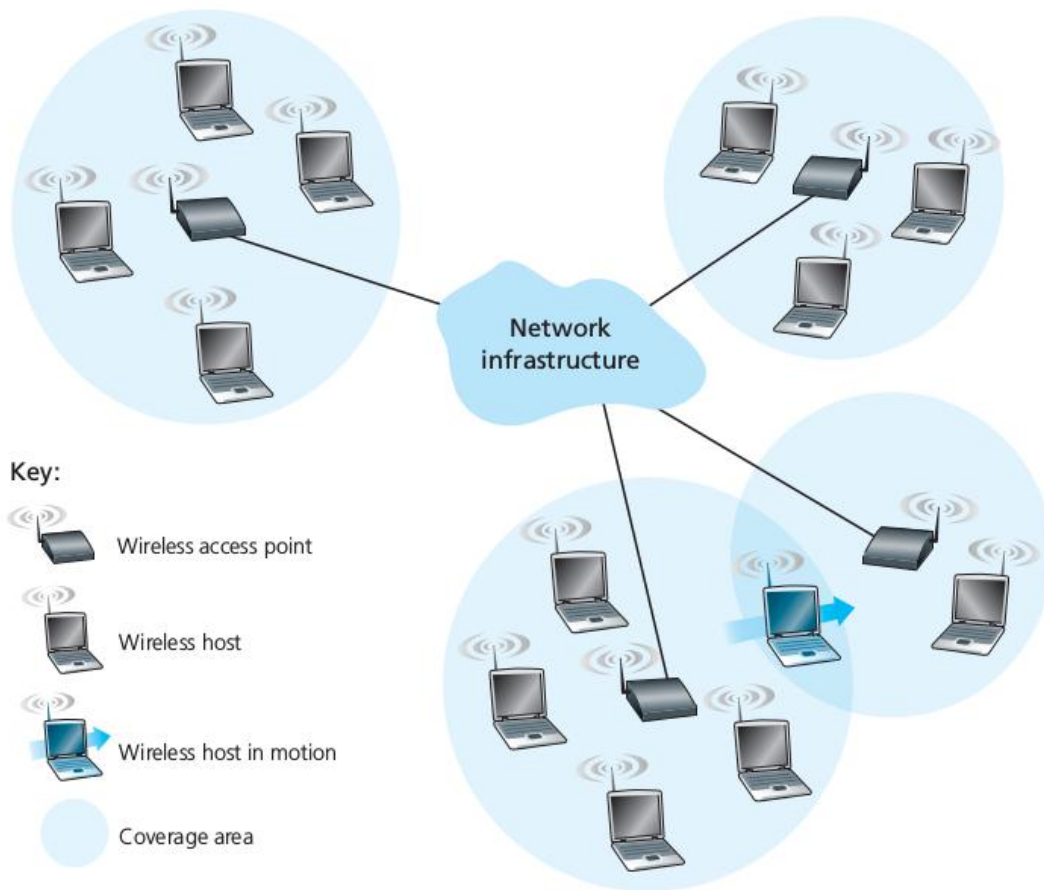 Network
infrastructure
Key:
Wireless access point
Wireless host
Wireless host in motion
Coverage area